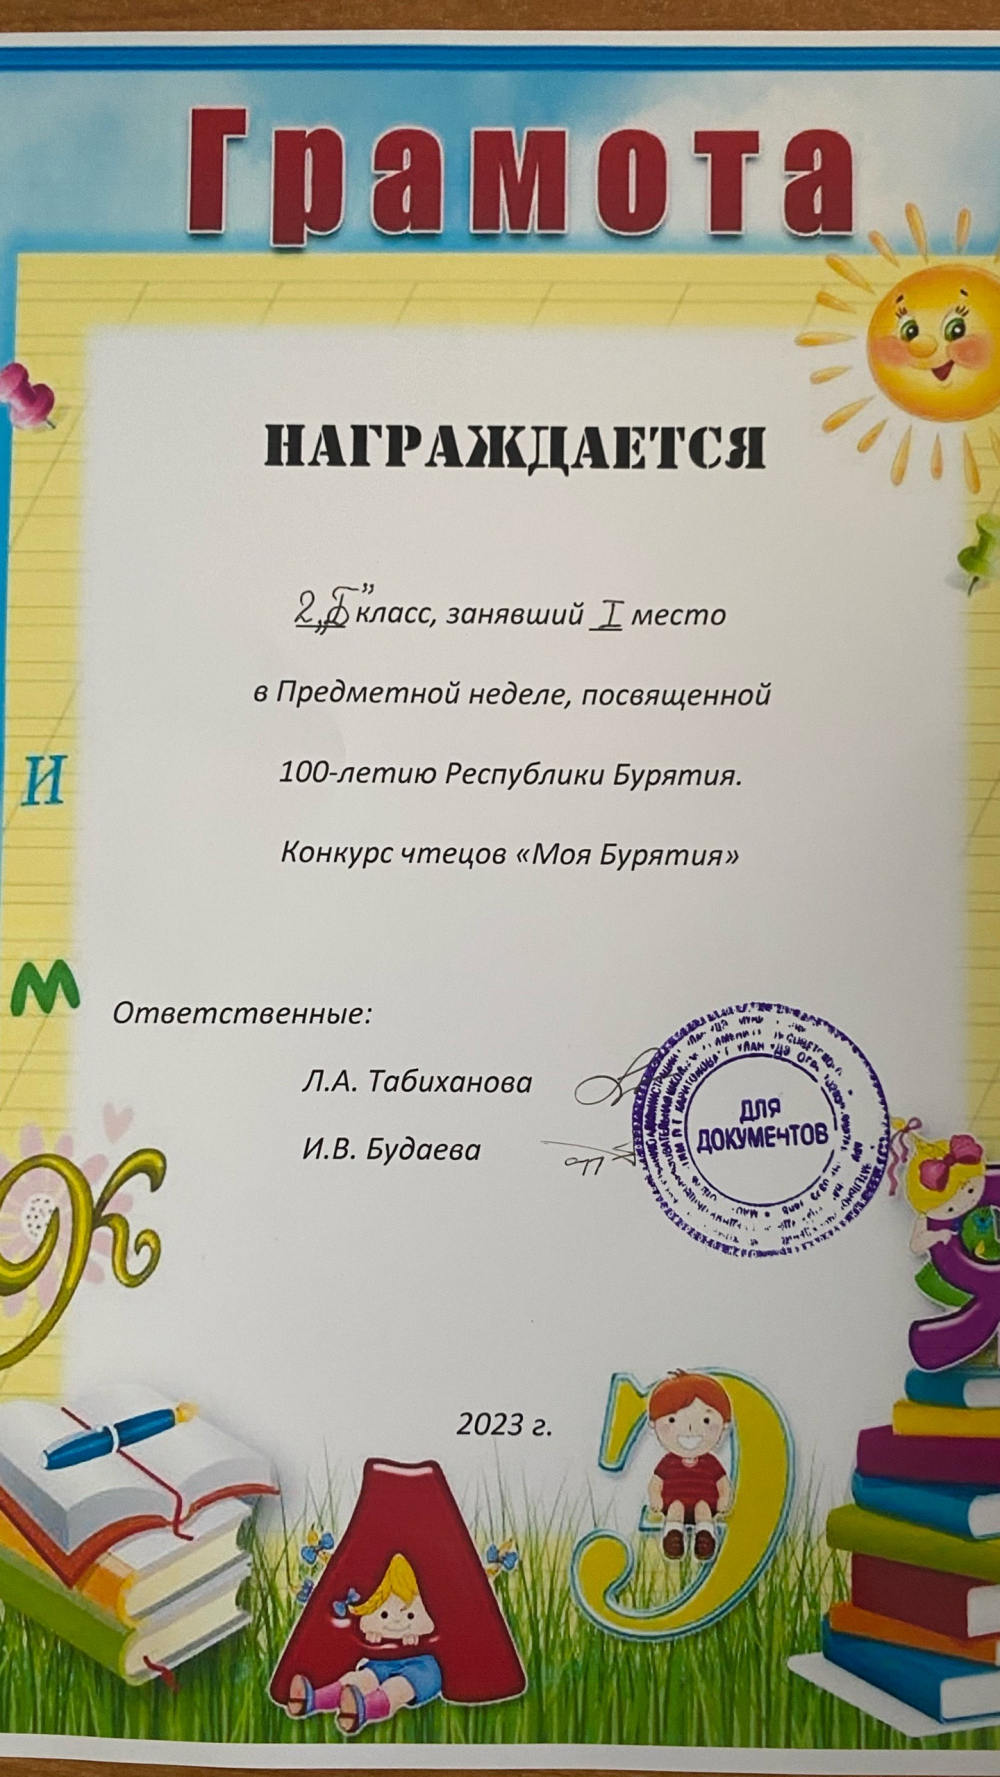 Грамота
НАГРАЖДАЕТСЯ
2 „Б” класс, занявший I место
в Предметной неделе, посвященной
100-летию Республики Бурятия.
Конкурс чтецов «Моя Бурятия»
Ответственные:
Л.А. Табиханова
И.В. Будаева
ДЛЯ
ДОКУМЕНТОВ
2023 г.
И
М
Ж
А
Э
Я